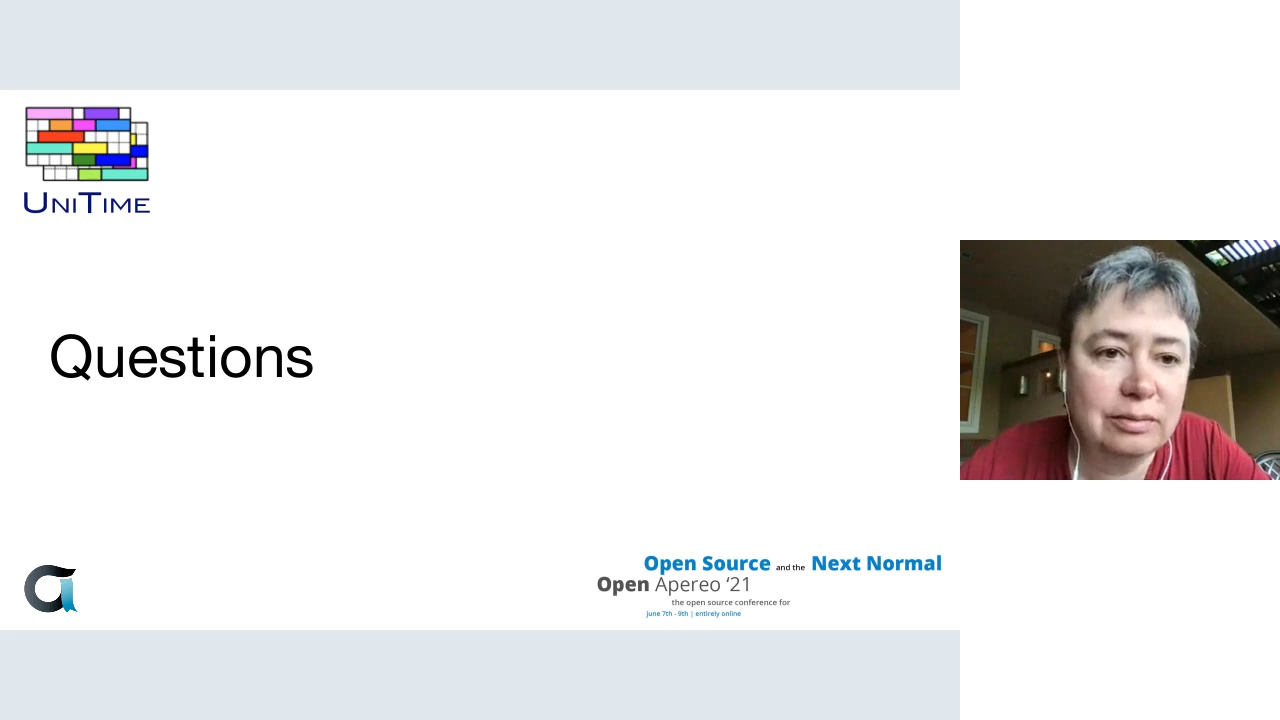 UNITIME
Questions
Open Source and the Next Normal
Open Apereo ‘21
the open source conference for
June 7th - 9th | entirely online